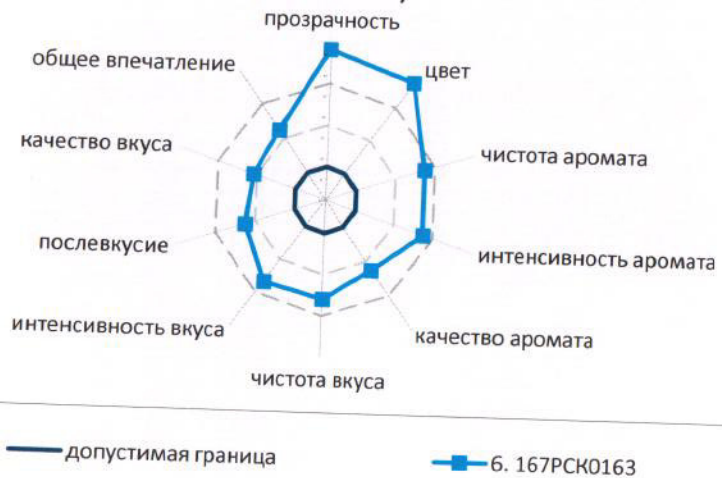 прозрачность
общее впечатление
цвет
качество вкуса
чистота аромата
послевкусие
интенсивность аромата
интенсивность вкуса
качество аромата
чистота вкуса
допустимая граница
6. 167РСК0163